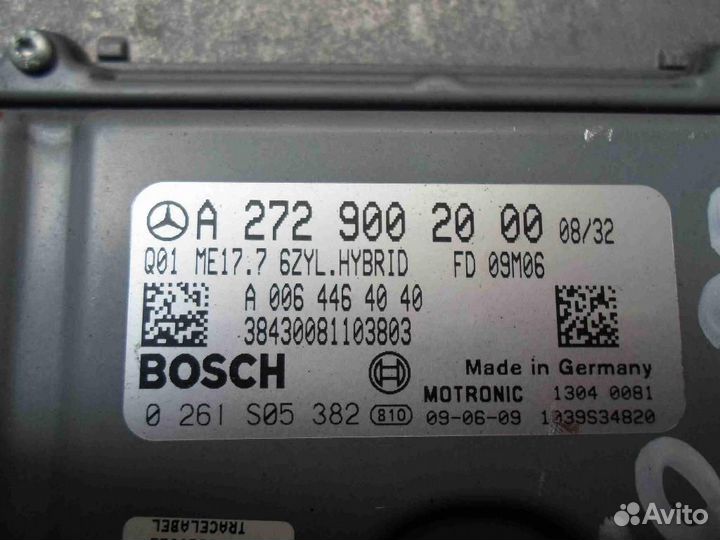 A 272 900 20 00 08/32
Q01 ME17.7 6ZYL.HYBRID FD 09M06
A 006 446 40 40
38430081103803
BOSCH
Made in Germany
MOTRONIC 1304 0081
0 261 S05 382 810 09-06-09 1039S34820
TRACELABEL
Avito